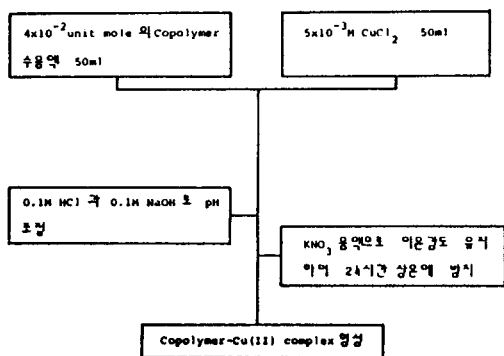 4x10⁻² unit mole 의 Copolymer
수용액 50ml
5x10⁻³M CuCl₂ 50ml
0.1M HCl 과 0.1M NaOH 로 pH
조절
KNO₃ 용액으로 이온강도 유지
하여 24시간 상온에 방치
Copolymer-Cu(II) complex 형성